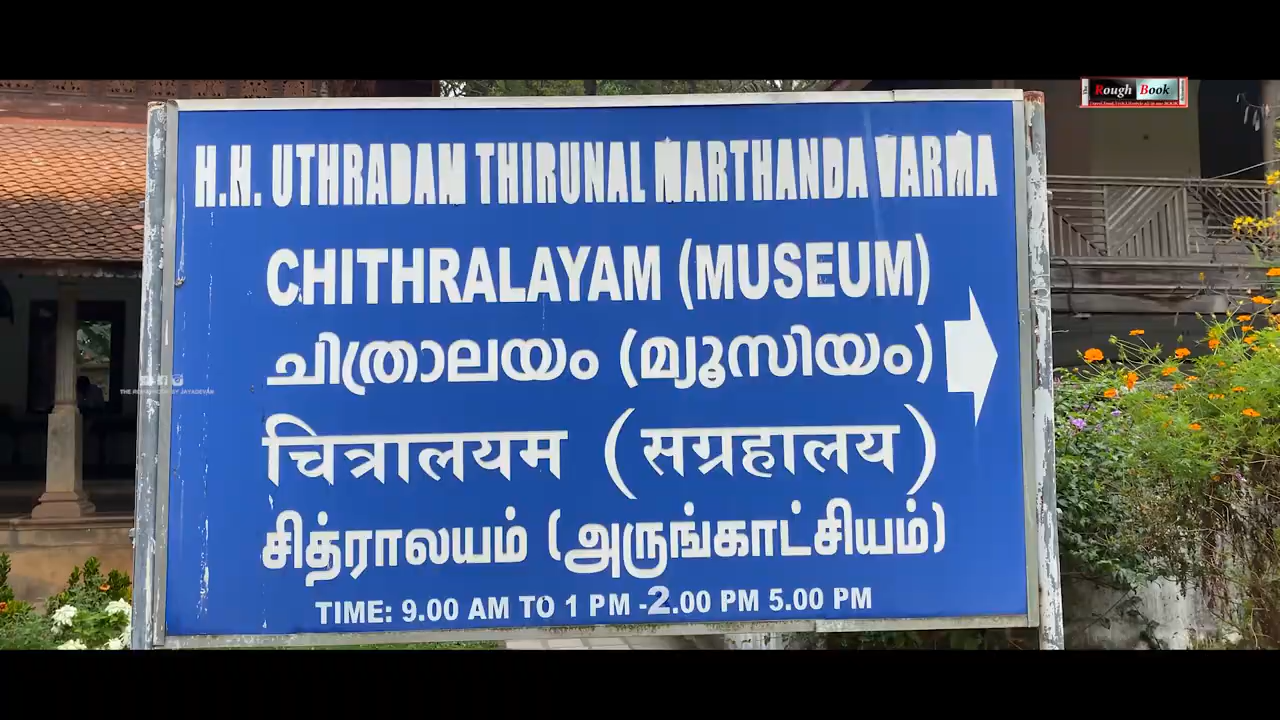 The Rough Book
H.H. UTHRADAM THIRUNAL MARTHANDA VARMA
CHITHRALAYAM (MUSEUM)
ചിത്രാലയം (മ്യൂസിയം)
चित्रालयम (सग्रहालय)
சித்ராலயம் (அருங்காட்சியம்)
TIME: 9.00 AM TO 1 PM -2.00 PM 5.00 PM